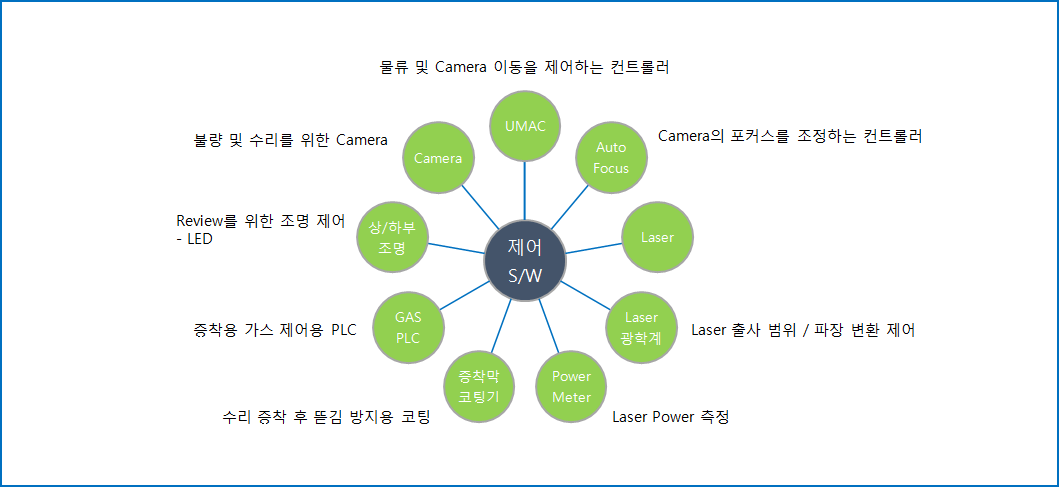 물류 및 Camera 이동을 제어하는 컨트롤러
UMAC
불량 및 수리를 위한 Camera
Camera
Auto
Focus
Camera의 포커스를 조정하는 컨트롤러
Review를 위한 조명 제어
- LED
상/하부
조명
제어
S/W
Laser
증착용 가스 제어용 PLC
GAS
PLC
Laser
광학계
Laser 출사 범위 / 파장 변환 제어
수리 증착 후 뜯김 방지용 코팅
증착막
코팅기
Power
Meter
Laser Power 측정